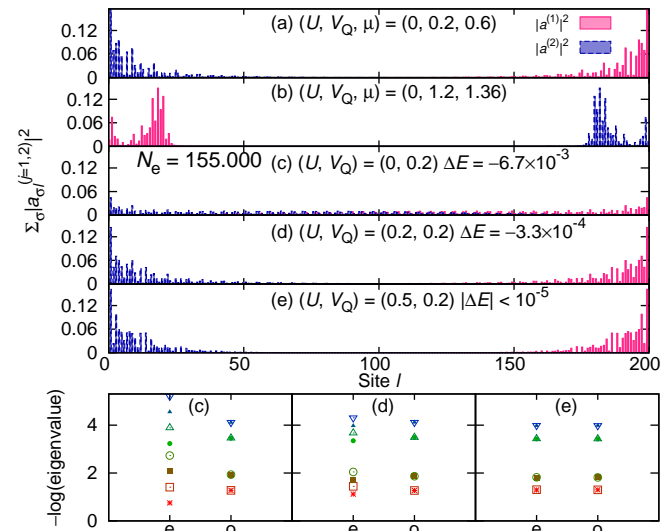 (a) (U, V_Q, μ) = (0, 0.2, 0.6)
|a^(1)|^2
|a^(2)|^2
0.12
0.06
0
(b) (U, V_Q, μ) = (0, 1.2, 1.36)
0.12
0.06
0
N_e = 155.000 (c) (U, V_Q) = (0, 0.2) ΔE = −6.7×10^-3
0.12
0.06
0
(d) (U, V_Q) = (0.2, 0.2) ΔE = −3.3×10^-4
0.12
0.06
0
(e) (U, V_Q) = (0.5, 0.2) |ΔE| < 10^-5
0.12
0.06
0
Σ_σ|a_σl^(j=1,2)|^2
0 50 100 150 200
Site l
−log(eigenvalue)
4
2
0
(c) (d) (e)
e o e o e o